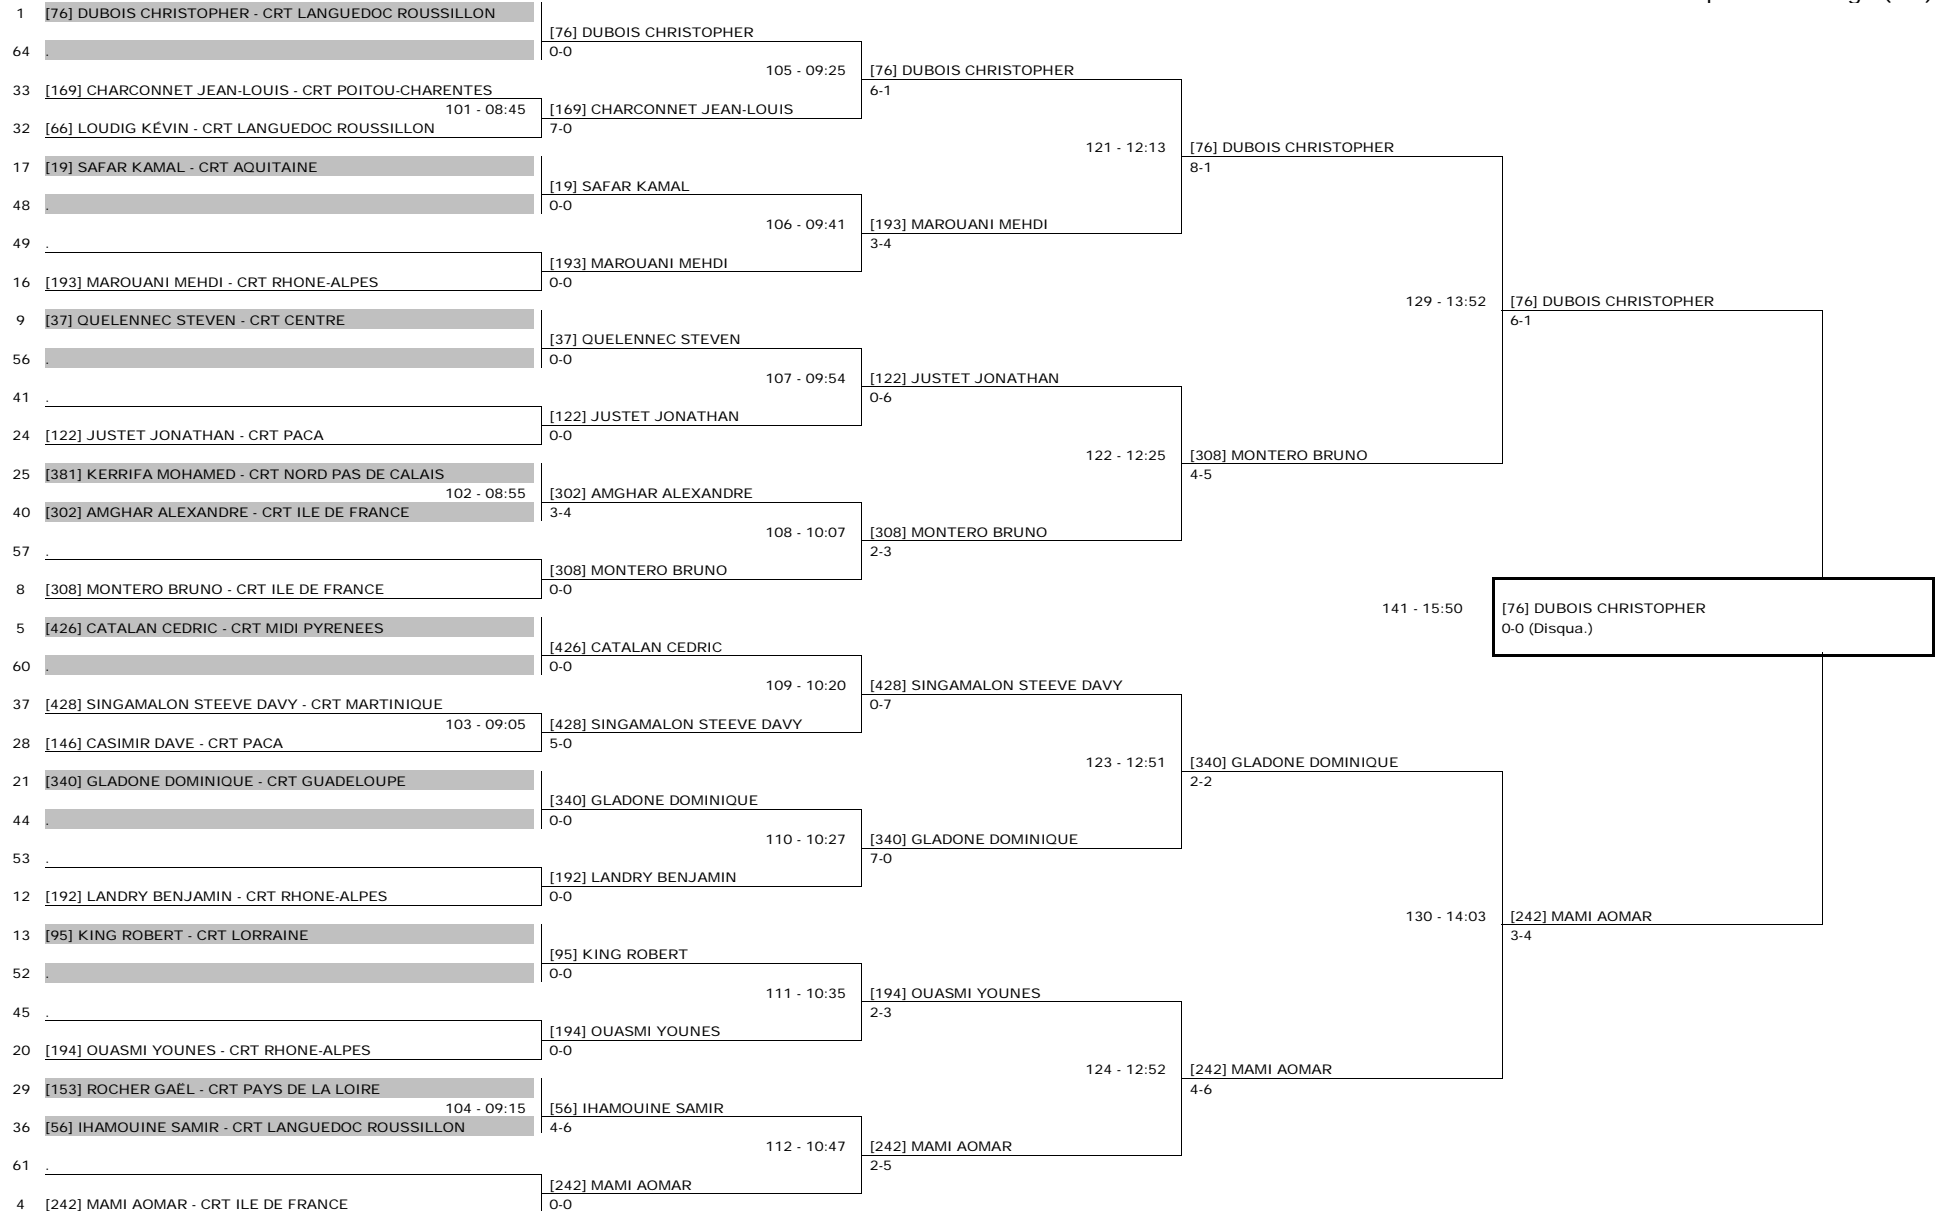 1 [76] DUBOIS CHRISTOPHER - CRT LANGUEDOC ROUSSILLON
[76] DUBOIS CHRISTOPHER
64 . 0-0
105 - 09:25 [76] DUBOIS CHRISTOPHER
33 [169] CHARCONNET JEAN-LOUIS - CRT POITOU-CHARENTES 6-1
101 - 08:45 [169] CHARCONNET JEAN-LOUIS
32 [66] LOUDIG KÉVIN - CRT LANGUEDOC ROUSSILLON 7-0
121 - 12:13 [76] DUBOIS CHRISTOPHER
17 [19] SAFAR KAMAL - CRT AQUITAINE 8-1
[19] SAFAR KAMAL
48 . 0-0
106 - 09:41 [193] MAROUANI MEHDI
49 . 3-4
[193] MAROUANI MEHDI
16 [193] MAROUANI MEHDI - CRT RHONE-ALPES 0-0
129 - 13:52 [76] DUBOIS CHRISTOPHER
9 [37] QUELENNEC STEVEN - CRT CENTRE 6-1
[37] QUELENNEC STEVEN
56 . 0-0
107 - 09:54 [122] JUSTET JONATHAN
41 . 0-6
[122] JUSTET JONATHAN
24 [122] JUSTET JONATHAN - CRT PACA 0-0
122 - 12:25 [308] MONTERO BRUNO
25 [381] KERRIFA MOHAMED - CRT NORD PAS DE CALAIS 4-5
102 - 08:55 [302] AMGHAR ALEXANDRE
40 [302] AMGHAR ALEXANDRE - CRT ILE DE FRANCE 3-4
108 - 10:07 [308] MONTERO BRUNO
57 . 2-3
[308] MONTERO BRUNO
8 [308] MONTERO BRUNO - CRT ILE DE FRANCE 0-0
141 - 15:50 [76] DUBOIS CHRISTOPHER
5 [426] CATALAN CEDRIC - CRT MIDI PYRENEES 0-0 (Disqua.)
[426] CATALAN CEDRIC
60 . 0-0
109 - 10:20 [428] SINGAMALON STEEVE DAVY
37 [428] SINGAMALON STEEVE DAVY - CRT MARTINIQUE 0-7
103 - 09:05 [428] SINGAMALON STEEVE DAVY
28 [146] CASIMIR DAVE - CRT PACA 5-0
123 - 12:51 [340] GLADONE DOMINIQUE
21 [340] GLADONE DOMINIQUE - CRT GUADELOUPE 2-2
[340] GLADONE DOMINIQUE
44 . 0-0
110 - 10:27 [340] GLADONE DOMINIQUE
53 . 7-0
[192] LANDRY BENJAMIN
12 [192] LANDRY BENJAMIN - CRT RHONE-ALPES 0-0
130 - 14:03 [242] MAMI AOMAR
13 [95] KING ROBERT - CRT LORRAINE 3-4
[95] KING ROBERT
52 . 0-0
111 - 10:35 [194] OUASMI YOUNES
45 . 2-3
[194] OUASMI YOUNES
20 [194] OUASMI YOUNES - CRT RHONE-ALPES 0-0
124 - 12:52 [242] MAMI AOMAR
29 [153] ROCHER GAËL - CRT PAYS DE LA LOIRE 4-6
104 - 09:15 [56] IHAMOUINE SAMIR
36 [56] IHAMOUINE SAMIR - CRT LANGUEDOC ROUSSILLON 4-6
112 - 10:47 [242] MAMI AOMAR
61 . 2-5
[242] MAMI AOMAR
4 [242] MAMI AOMAR - CRT ILE DE FRANCE 0-0